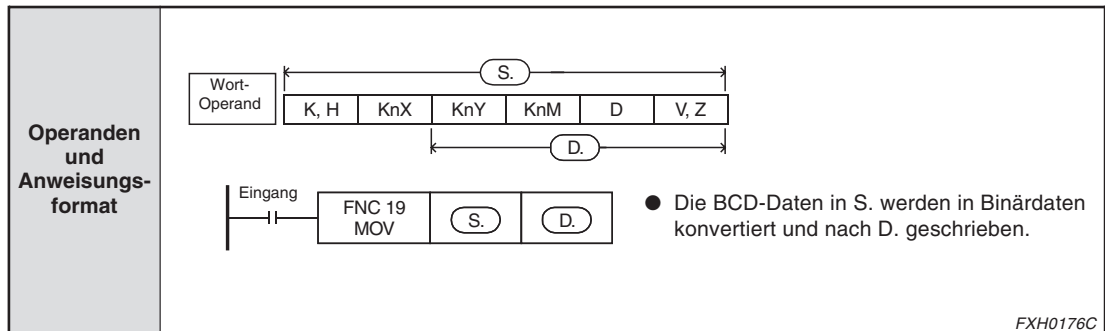 Operanden
und
Anweisungs-
format
Wort-
Operand
S.
K, H KnX KnY KnM D V, Z
D.
Eingang
FNC 19
MOV
S. D.
● Die BCD-Daten in S. werden in Binärdaten
konvertiert und nach D. geschrieben.
FXH0176C